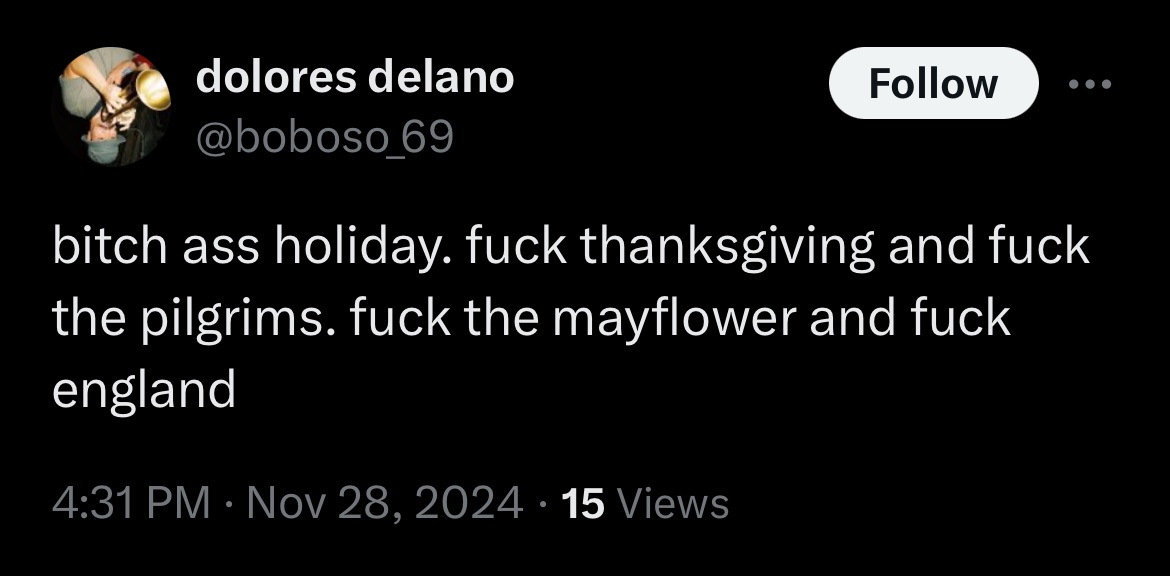 dolores delano
Follow
@boboso_69
bitch ass holiday. fuck thanksgiving and fuck
the pilgrims. fuck the mayflower and fuck
england
4:31 PM · Nov 28, 2024 · 15 Views